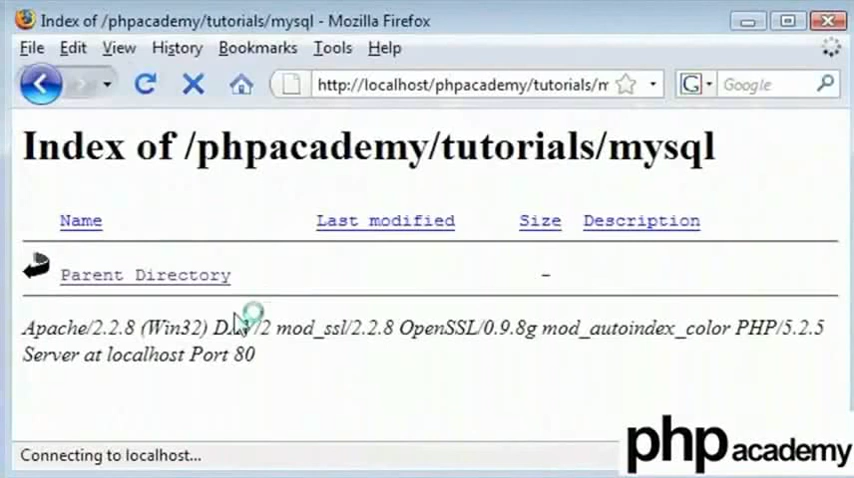 Index of /phpacademy/tutorials/mysql - Mozilla Firefox
File Edit View History Bookmarks Tools Help
http://localhost/phpacademy/tutorials/m G Google
Index of /phpacademy/tutorials/mysql
Name Last modified Size Description
Parent Directory -
Apache/2.2.8 (Win32) /2 mod_ssl/2.2.8 OpenSSL/0.9.8g mod_autoindex_color PHP/5.2.5
Server at localhost Port 80
Connecting to localhost...
php academy